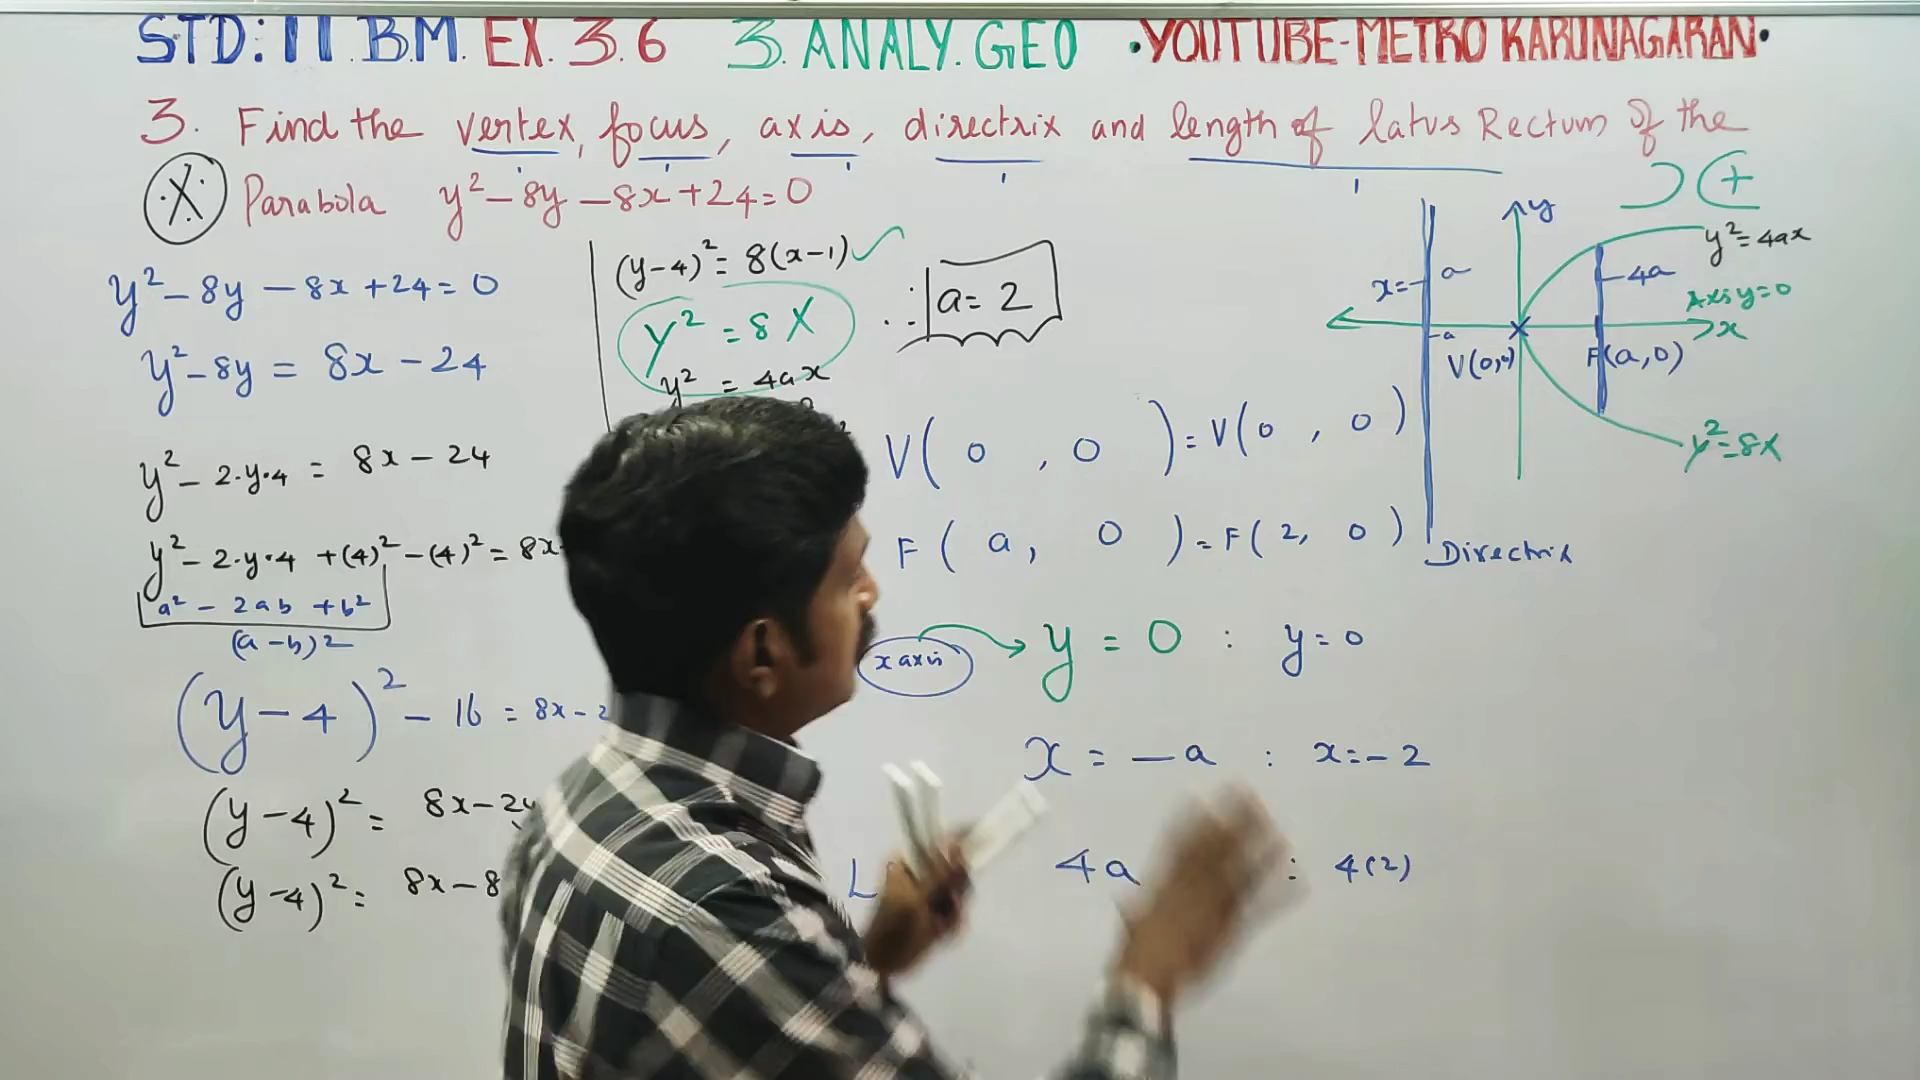 STD: 11. B.M. EX. 3.6 3. ANALY. GEO •YOUTUBE-METRO KARUNAGARAN•
3. Find the vertex, focus, axis, directrix and length of latus Rectum of the
Parabola y² - 8y - 8x + 24 = 0
y² - 8y - 8x + 24 = 0
y² - 8y = 8x - 24
y² - 2·y·4 = 8x - 24
y² - 2·y·4 + (4)² - (4)² = 8x
a² - 2ab + b²
(a - b)²
(y - 4)² - 16 = 8x - 2
(y - 4)² = 8x - 24
(y - 4)² = 8x - 8
(y - 4)² = 8(x - 1)
Y² = 8X
y² = 4ax
∴ a = 2
V( 0 , 0 ) = V(0 , 0)
F( a, 0 ) = F(2, 0 )
x axis y = 0 : y = 0
x = -a : x = -2
L 4a : 4(2)
+
y
y² = 4ax
x = -a
4a
Axis y=0
x
-a
V(0,0)
F(a,0)
Y² = 8X
Directrix